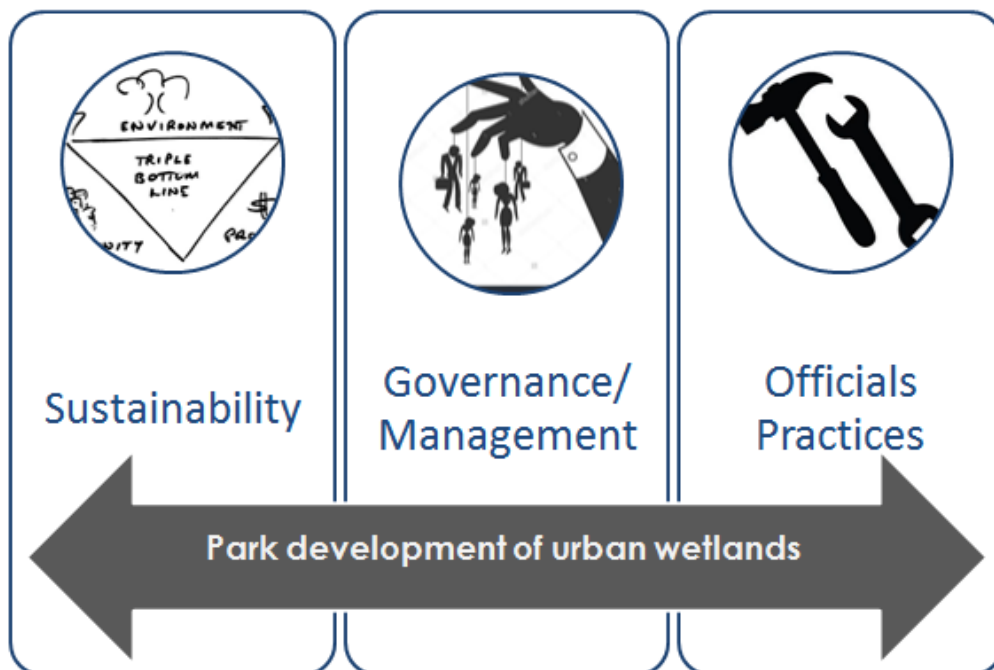 ENVIRONMENT
TRIPLE
BOTTOM
LINE
$
Sustainability
Governance/
Management
Officials
Practices
Park development of urban wetlands